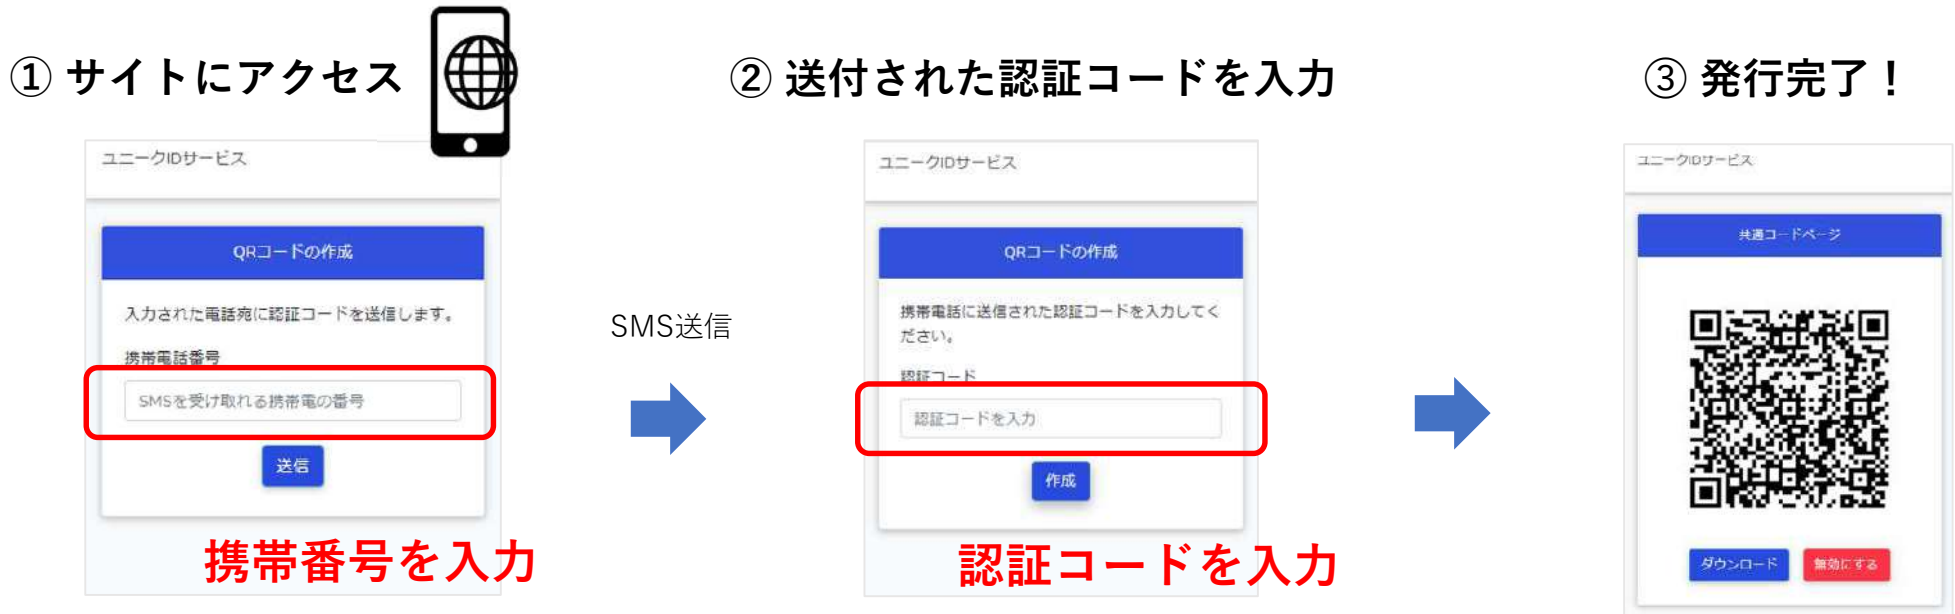 ① サイトにアクセス
ユニークIDサービス
QRコードの作成
入力された電話宛に認証コードを送信します。
携帯電話番号
SMSを受け取れる携帯電の番号
送信
携帯番号を入力
SMS送信
② 送付された認証コードを入力
ユニークIDサービス
QRコードの作成
携帯電話に送信された認証コードを入力してく
ださい。
認証コード
認証コードを入力
作成
認証コードを入力
③ 発行完了！
ユニークIDサービス
共通コードページ
ダウンロード
無効にする